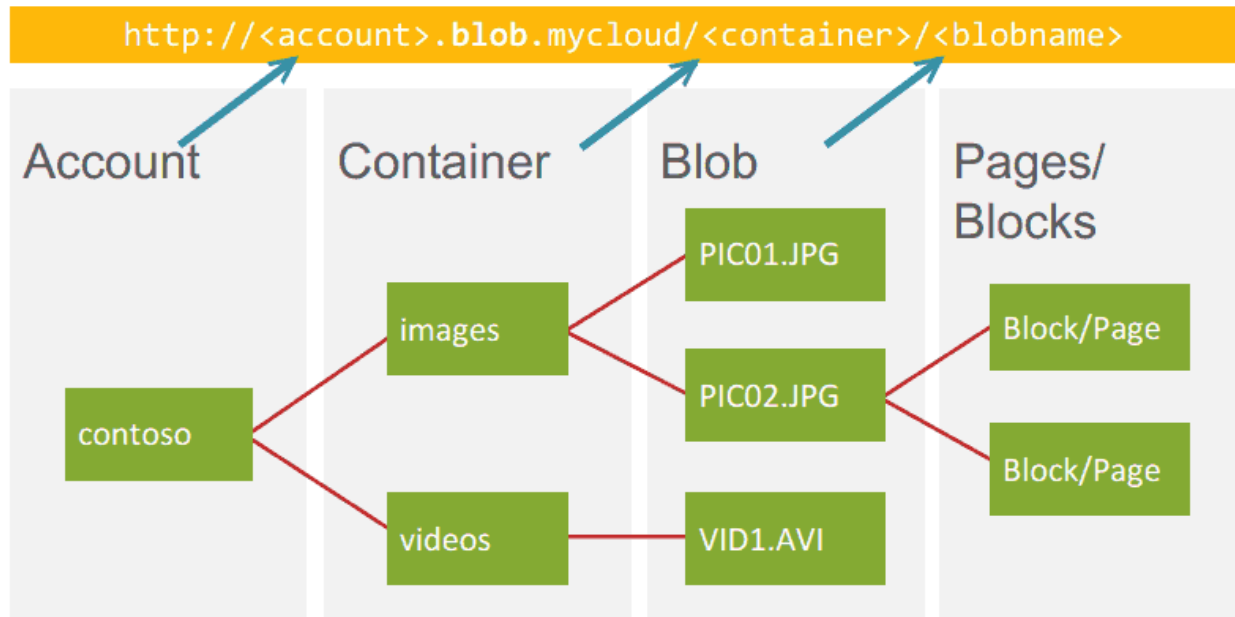 http://<account>.blob.mycloud/<container>/<blobname>
Account
Container
Blob
Pages/
Blocks
contoso
images
videos
PIC01.JPG
PIC02.JPG
VID1.AVI
Block/Page
Block/Page